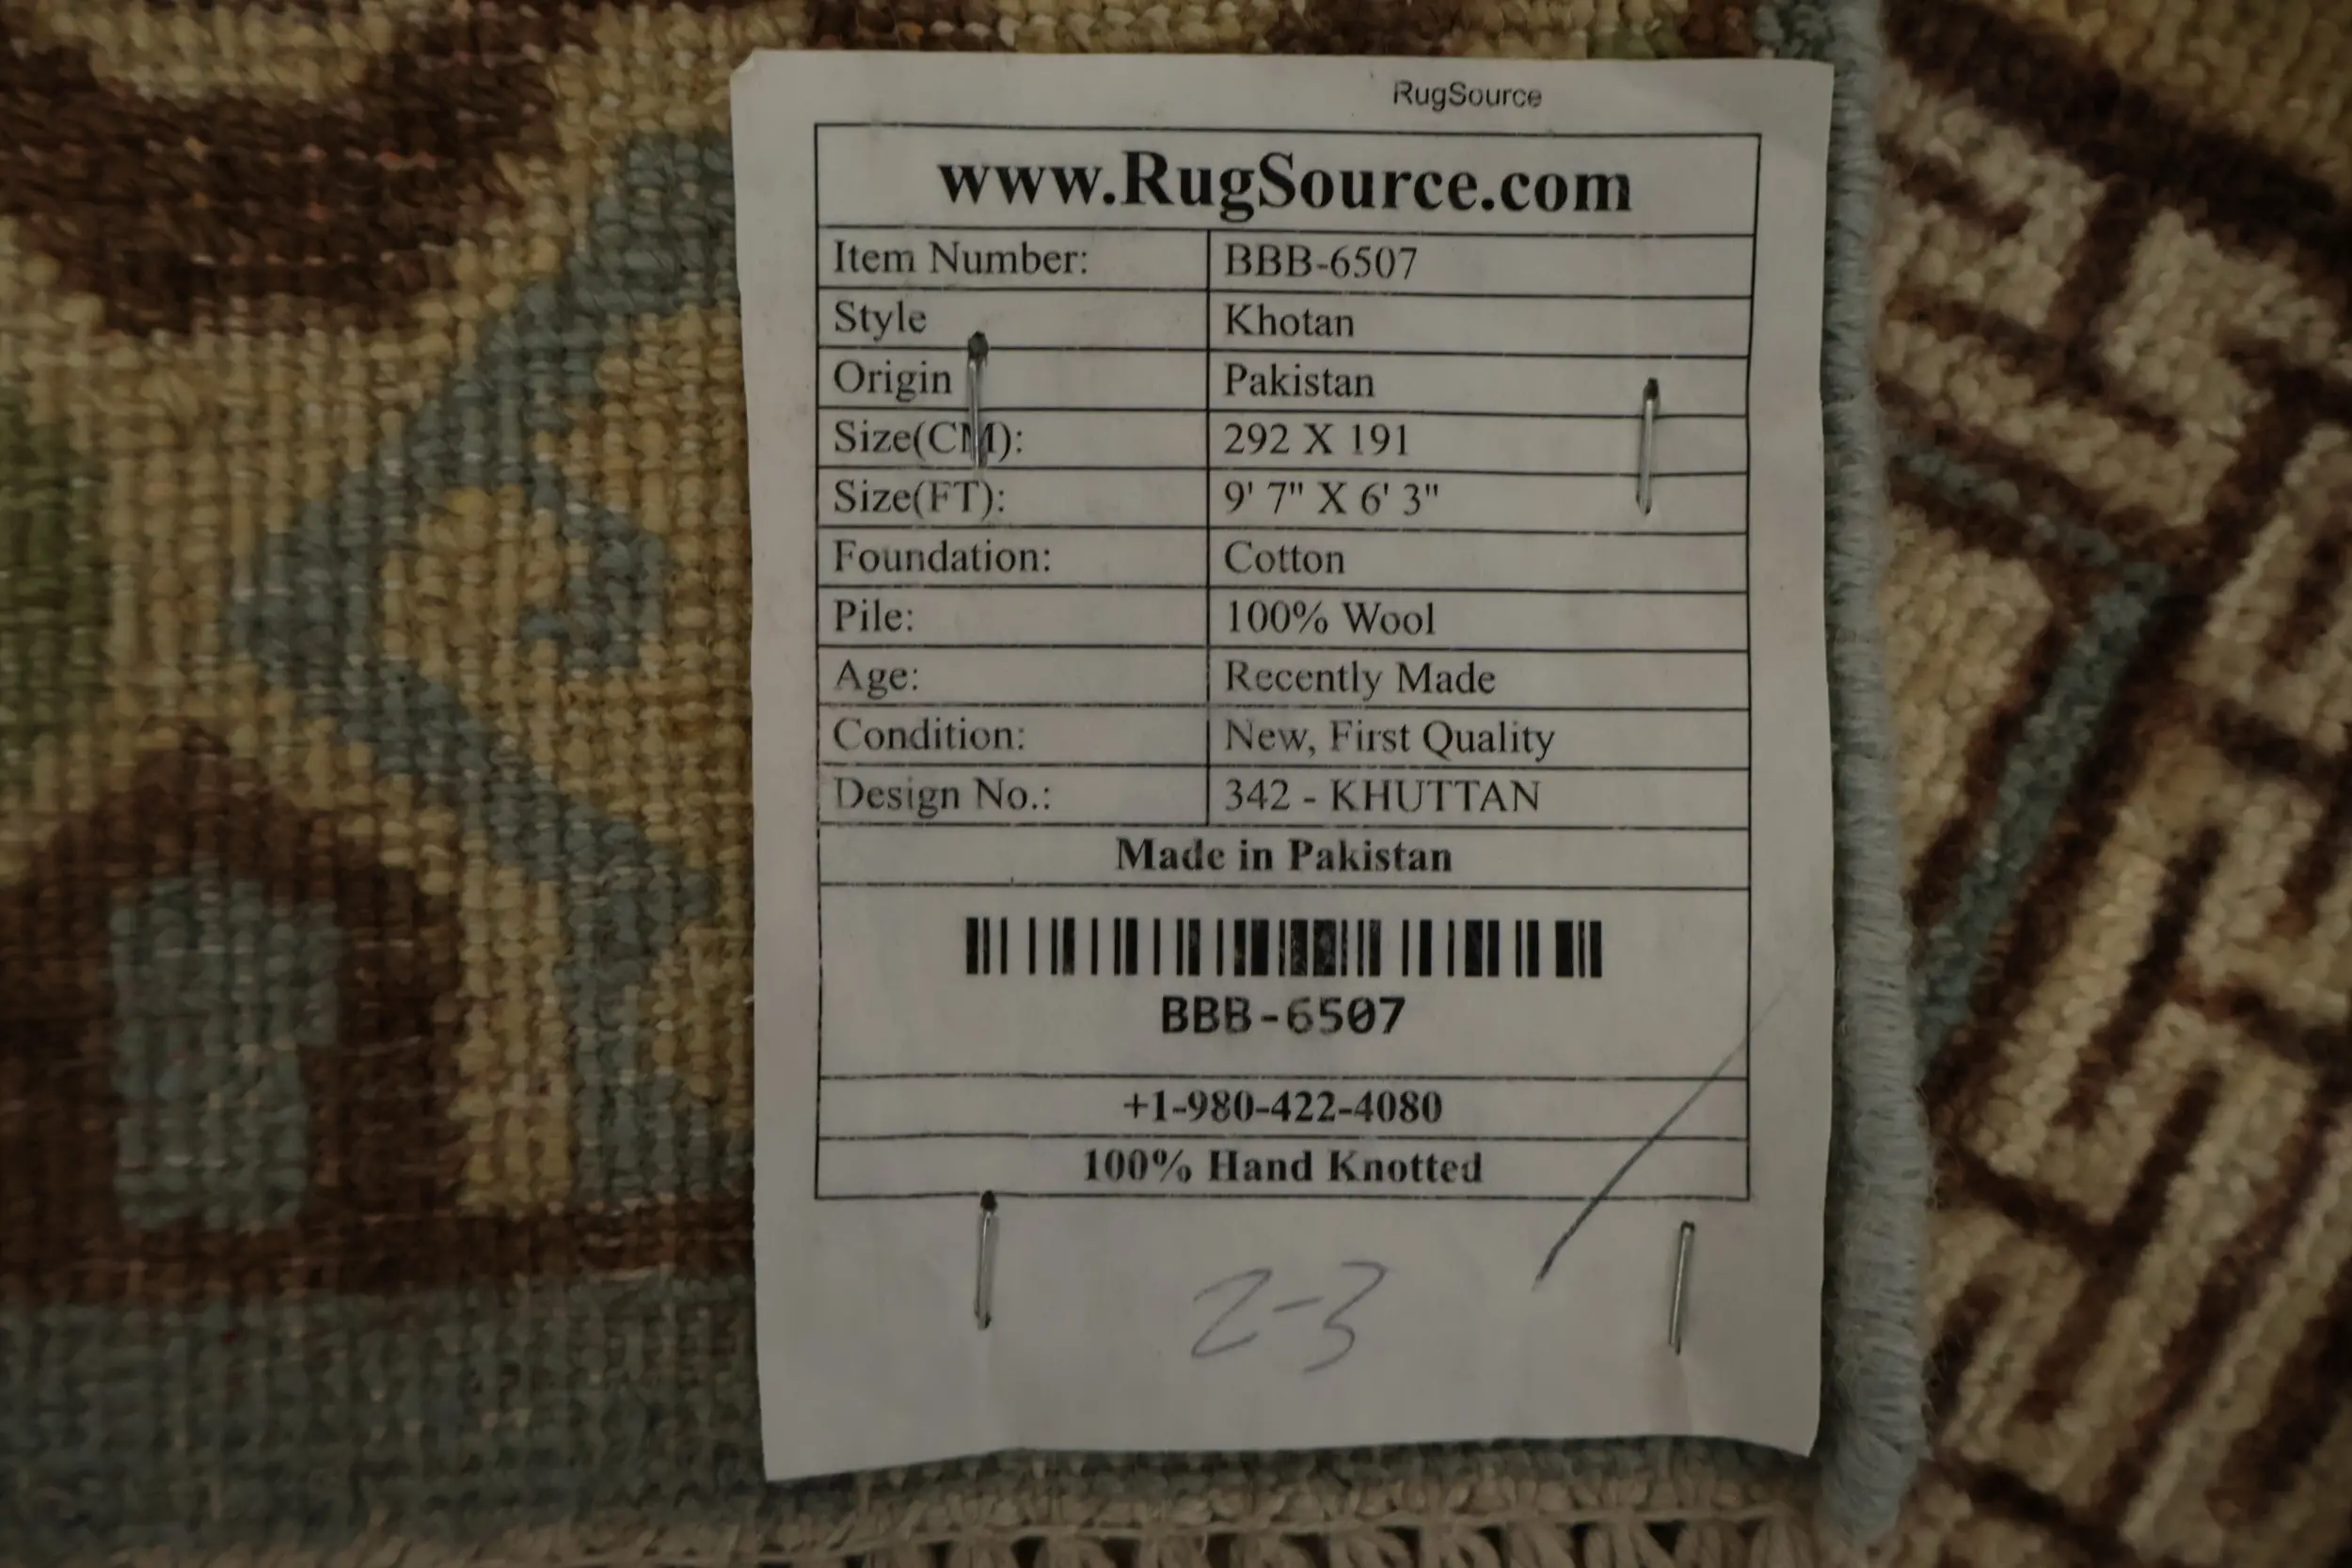 RugSource
www.RugSource.com
Item Number: BBB-6507
Style Khotan
Origin Pakistan
Size(CM): 292 X 191
Size(FT): 9' 7" X 6' 3"
Foundation: Cotton
Pile: 100% Wool
Age: Recently Made
Condition: New, First Quality
Design No.: 342 - KHUTTAN
Made in Pakistan
BBB-6507
+1-980-422-4080
100% Hand Knotted
2-3